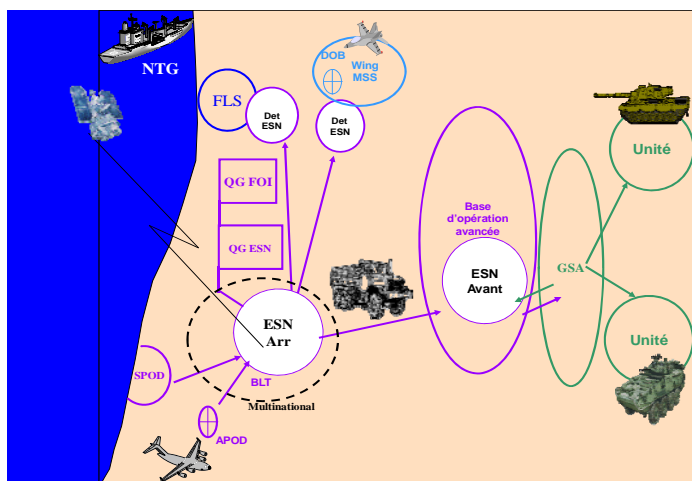 NTG
DOB
Wing
MSS
FLS
Det
ESN
Det
ESN
Unité
QG FOI
Base
d'opération
avancée
QG ESN
ESN
Avant
GSA
ESN
Arr
Unité
SPOD
BLT
Multinational
APOD